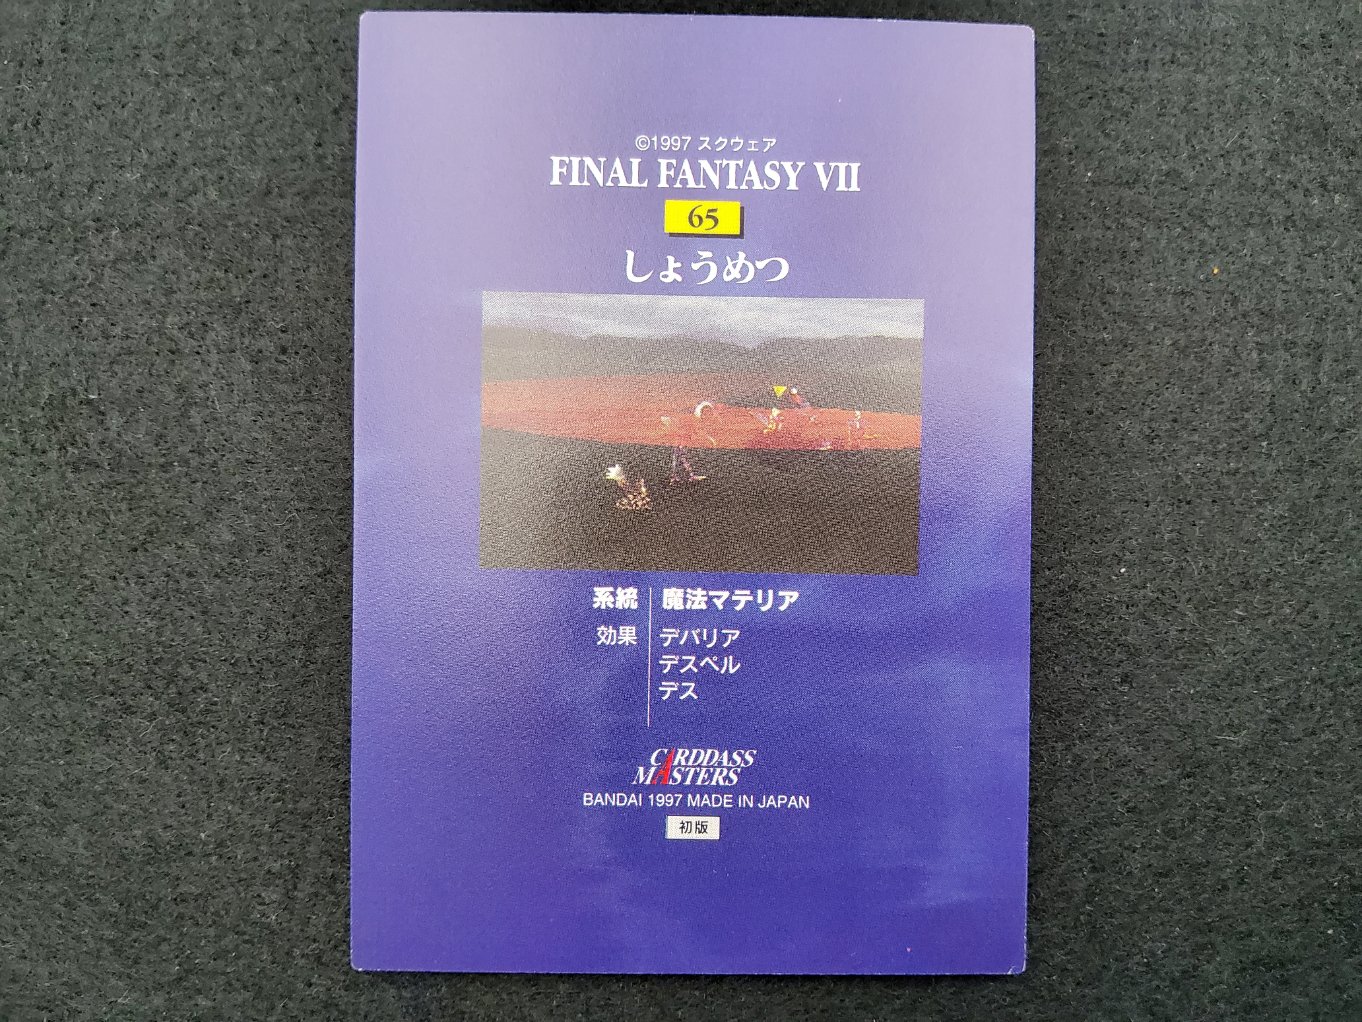 ©1997 スクウェア
FINAL FANTASY VII
65
しょうめつ
系統 魔法マテリア
効果 デバリア
デスペル
デス
CARDDASS
MASTERS
BANDAI 1997 MADE IN JAPAN
初版